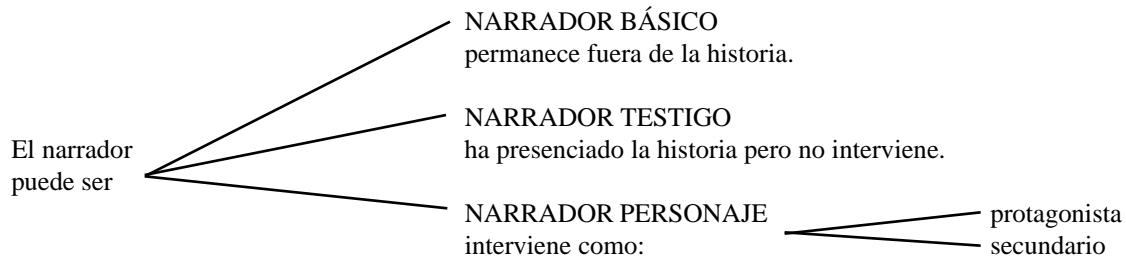 NARRADOR BÁSICO
permanece fuera de la historia.
NARRADOR TESTIGO
ha presenciado la historia pero no interviene.
El narrador
puede ser
NARRADOR PERSONAJE
interviene como:
protagonista
secundario